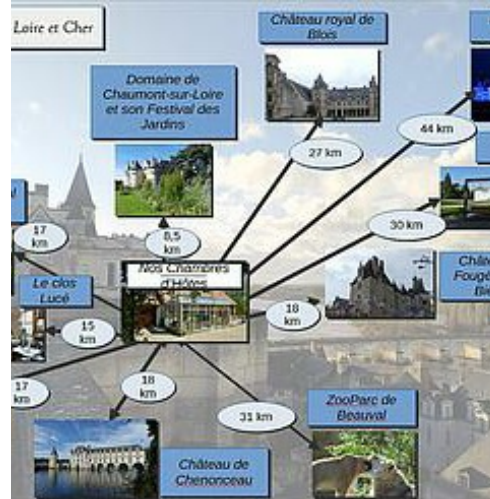 Loire et Cher
Château royal de
Blois
Domaine de
Chaumont-sur-Loire
et son Festival des
Jardins
44 km
27 km
17
km
8,5
km
30 km
Nos Chambres
d'Hôtes
Le clos
Lucé
18
km
15
km
17
km
18
km
31 km
ZooParc de
Beauval
Château de
Chenonceau